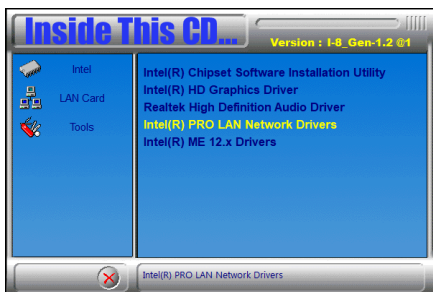 Inside This CD...
Version : I-8_Gen-1.2 @1
Intel
LAN Card
Tools
Intel(R) Chipset Software Installation Utility
Intel(R) HD Graphics Driver
Realtek High Definition Audio Driver
Intel(R) PRO LAN Network Drivers
Intel(R) ME 12.x Drivers
Intel(R) PRO LAN Network Drivers